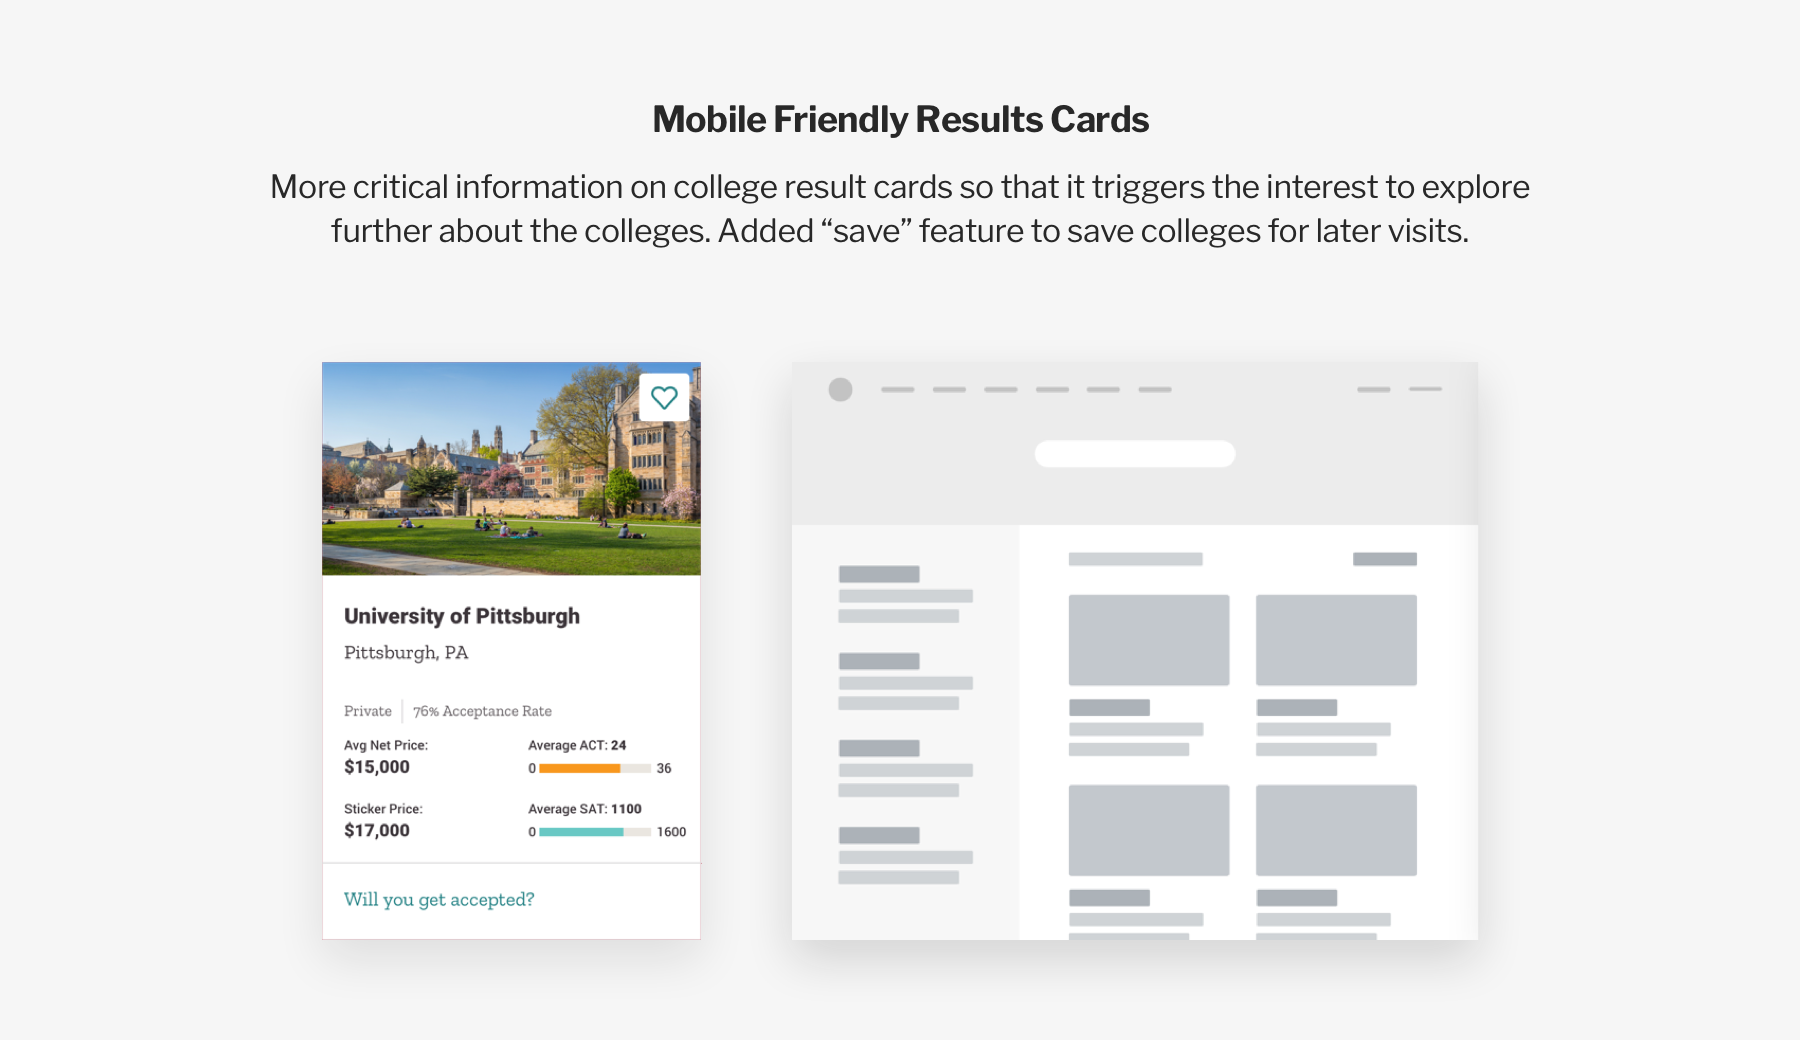 Mobile Friendly Results Cards
More critical information on college result cards so that it triggers the interest to explore
further about the colleges. Added “save” feature to save colleges for later visits.
University of Pittsburgh
Pittsburgh, PA
Private | 76% Acceptance Rate
Avg Net Price:
$15,000
Average ACT: 24
0 36
Sticker Price:
$17,000
Average SAT: 1100
0 1600
Will you get accepted?